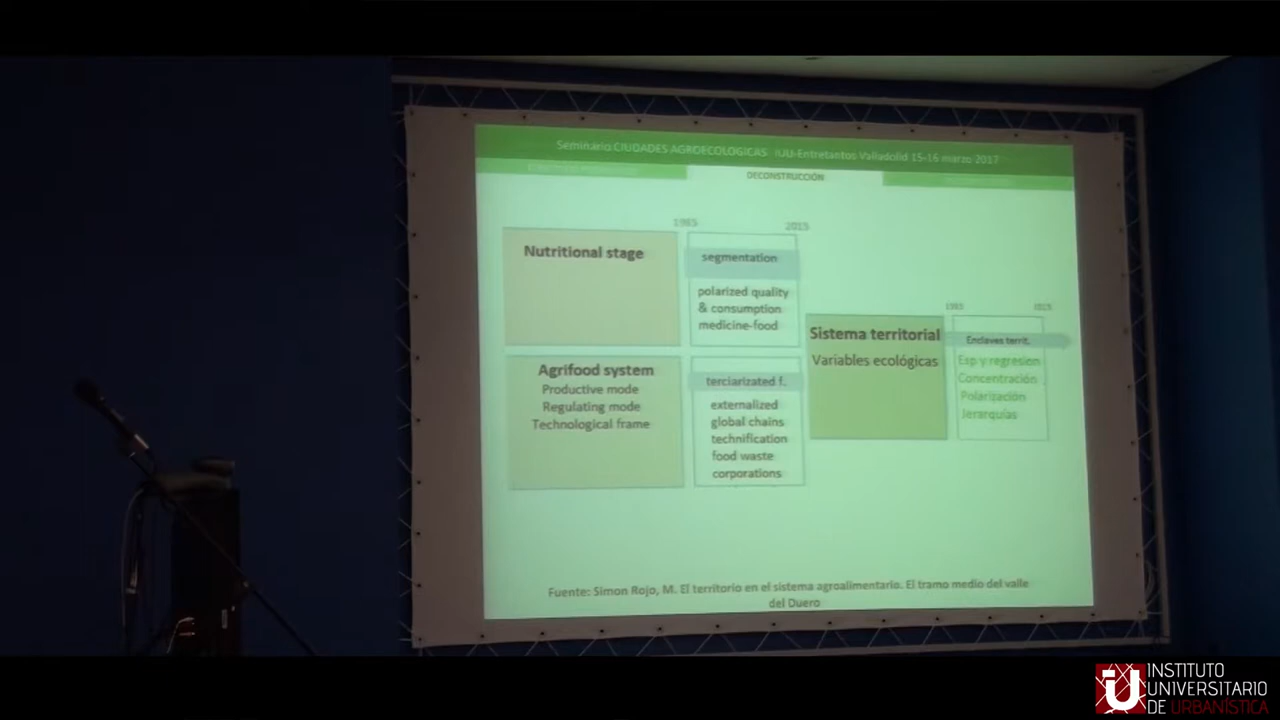 Seminario CIUDADES AGROECOLOGICAS IUU-Entretantos Valladolid 15-16 marzo 2017
DECONSTRUCCIÓN
1985
2015
Nutritional stage
segmentation
polarized quality
& consumption
medicine-food
Agrifood system
Productive mode
Regulating mode
Technological frame
terciarizated f.
externalized
global chains
technification
food waste
corporations
Sistema territorial
Variables ecológicas
1985
2015
Enclaves territ.
Esp y regresion
Concentración
Polarización
Jerarquías
Fuente: Simon Rojo, M. El territorio en el sistema agroalimentario. El tramo medio del valle
del Duero
iU
INSTITUTO
UNIVERSITARIO
DE URBANÍSTICA